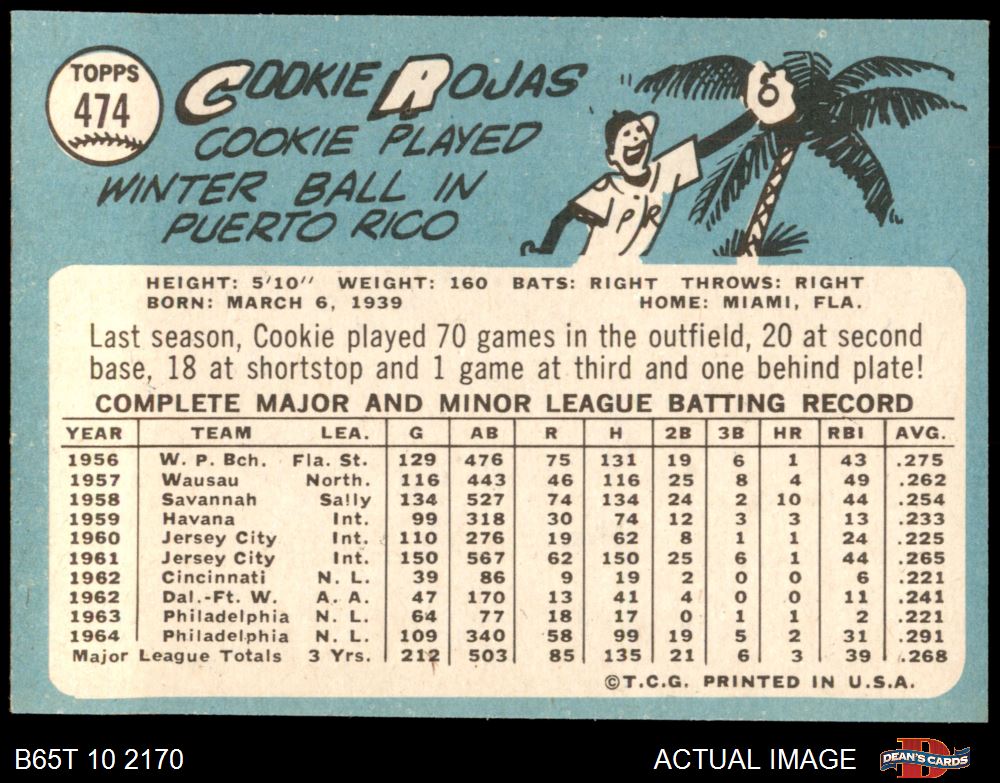 TOPPS
474
COOKIE ROJAS
COOKIE PLAYED
WINTER BALL IN
PUERTO RICO
PR
HEIGHT: 5'10" WEIGHT: 160 BATS: RIGHT THROWS: RIGHT
BORN: MARCH 6, 1939 HOME: MIAMI, FLA.
Last season, Cookie played 70 games in the outfield, 20 at second
base, 18 at shortstop and 1 game at third and one behind plate!
COMPLETE MAJOR AND MINOR LEAGUE BATTING RECORD
YEAR TEAM LEA. G AB R H 2B 3B HR RBI AVG.
1956 W. P. Bch. Fla. St. 129 476 75 131 19 6 1 43 .275
1957 Wausau North. 116 443 46 116 25 8 4 49 .262
1958 Savannah Sally 134 527 74 134 24 2 10 44 .254
1959 Havana Int. 99 318 30 74 12 3 3 13 .233
1960 Jersey City Int. 110 276 19 62 8 1 1 24 .225
1961 Jersey City Int. 150 567 62 150 25 6 1 44 .265
1962 Cincinnati N. L. 39 86 9 19 2 0 0 6 .221
1962 Dal.-Ft. W. A. A. 47 170 13 41 4 0 0 11 .241
1963 Philadelphia N. L. 64 77 18 17 0 1 1 2 .221
1964 Philadelphia N. L. 109 340 58 99 19 5 2 31 .291
Major League Totals 3 Yrs. 212 503 85 135 21 6 3 39 .268
©T.C.G. PRINTED IN U.S.A.
B65T 10 2170 ACTUAL IMAGE DEAN'S CARDS